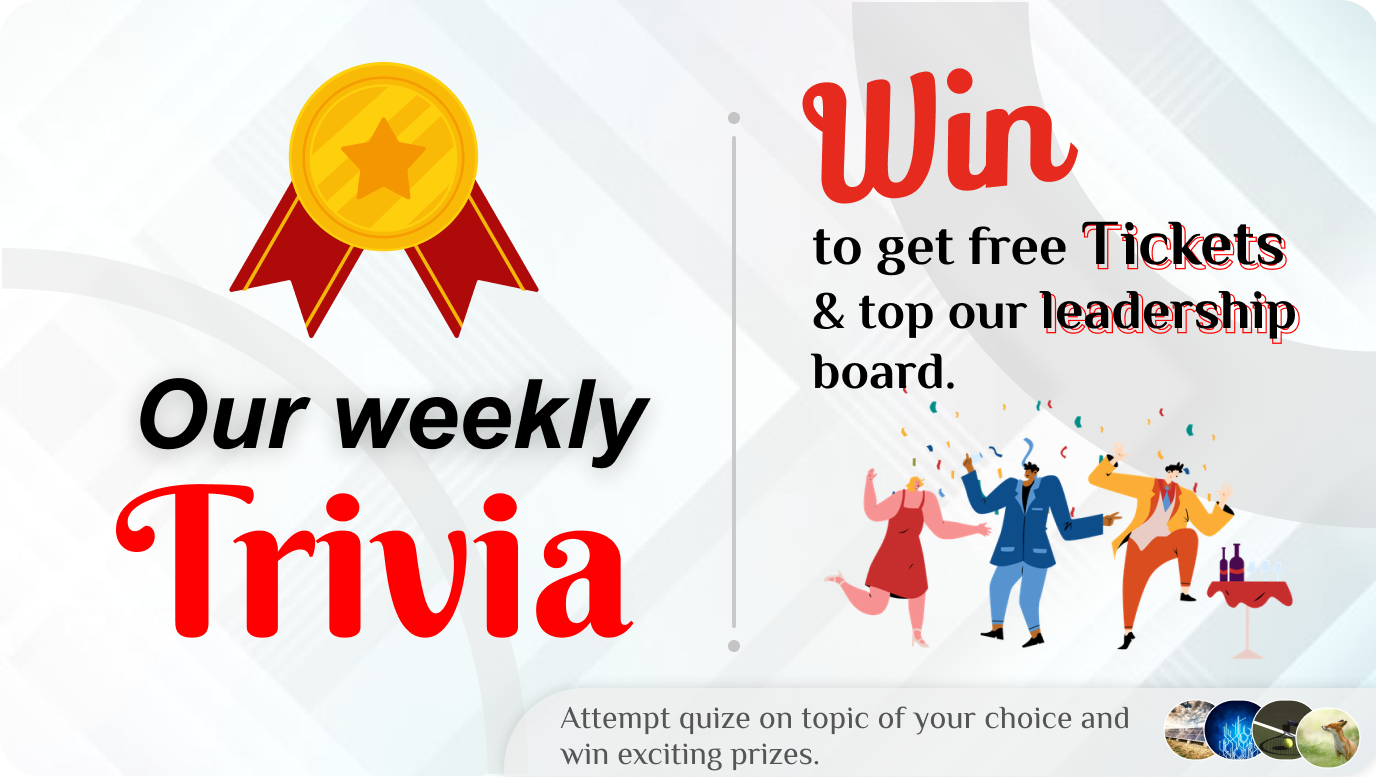 Our weekly
Trivia
Win
to get free Tickets
& top our leadership
board.
Attempt quize on topic of your choice and
win exciting prizes.